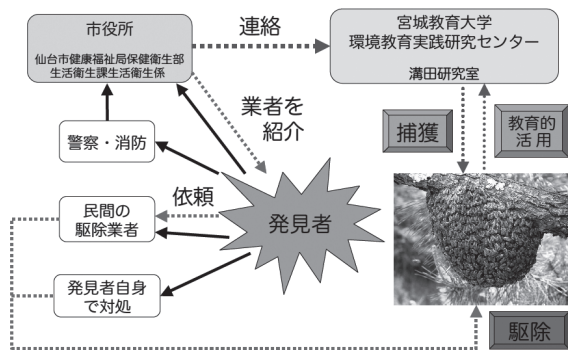 市役所
仙台市健康福祉局保健衛生部
生活衛生課生活衛生係
連絡
宮城教育大学
環境教育実践研究センター
溝田研究室
業者を
紹介
捕獲
教育的
活用
警察・消防
依頼
民間の
駆除業者
発見者
発見者自身
で対処
駆除